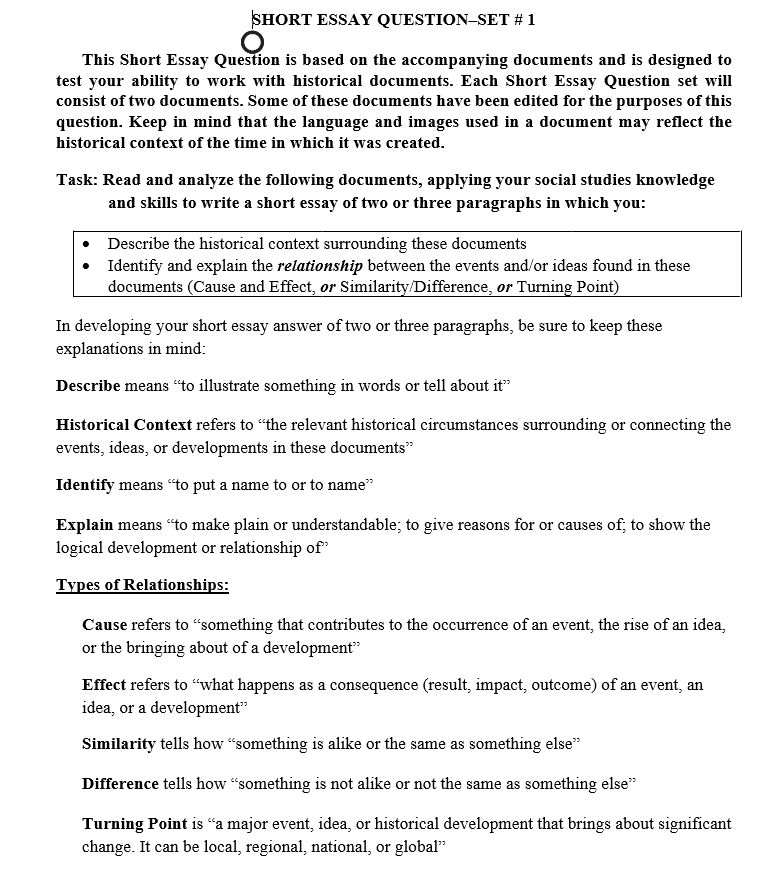 SHORT ESSAY QUESTION–SET # 1
This Short Essay Question is based on the accompanying documents and is designed to
test your ability to work with historical documents. Each Short Essay Question set will
consist of two documents. Some of these documents have been edited for the purposes of this
question. Keep in mind that the language and images used in a document may reflect the
historical context of the time in which it was created.
Task: Read and analyze the following documents, applying your social studies knowledge
and skills to write a short essay of two or three paragraphs in which you:
• Describe the historical context surrounding these documents
• Identify and explain the relationship between the events and/or ideas found in these
documents (Cause and Effect, or Similarity/Difference, or Turning Point)
In developing your short essay answer of two or three paragraphs, be sure to keep these
explanations in mind:
Describe means “to illustrate something in words or tell about it”
Historical Context refers to “the relevant historical circumstances surrounding or connecting the
events, ideas, or developments in these documents”
Identify means “to put a name to or to name”
Explain means “to make plain or understandable; to give reasons for or causes of; to show the
logical development or relationship of”
Types of Relationships:
Cause refers to “something that contributes to the occurrence of an event, the rise of an idea,
or the bringing about of a development”
Effect refers to “what happens as a consequence (result, impact, outcome) of an event, an
idea, or a development”
Similarity tells how “something is alike or the same as something else”
Difference tells how “something is not alike or not the same as something else”
Turning Point is “a major event, idea, or historical development that brings about significant
change. It can be local, regional, national, or global”